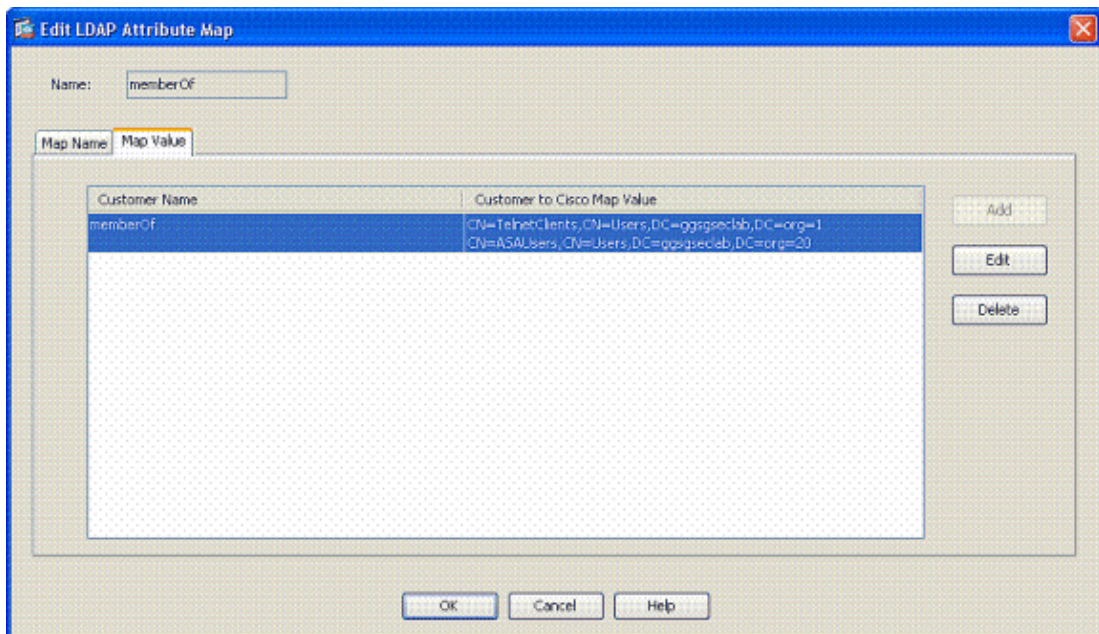 Edit LDAP Attribute Map
Name: memberOf
Map Name Map Value
Customer Name Customer to Cisco Map Value
memberOf CN=TelnetClients,CN=Users,DC=ggsgseclab,DC=org=1
CN=ASAUsers,CN=Users,DC=ggsgseclab,DC=org=20
Add
Edit
Delete
OK Cancel Help